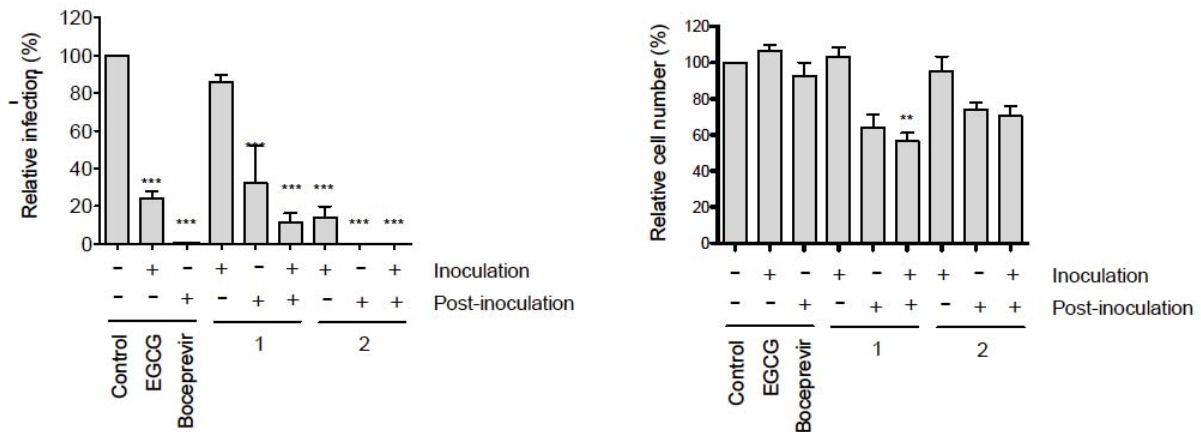 Relative infection (%)
120
100
80
60
40
20
0
***
***
***
***
***
***
***
- + - + - + + - + Inoculation
- - + - + + - + + Post-inoculation
Control
EGCG
Boceprevir
1
2
Relative cell number (%)
120
100
80
60
40
20
0
**
- + - + - + + - + Inoculation
- - + - + + - + + Post-inoculation
Control
EGCG
Boceprevir
1
2